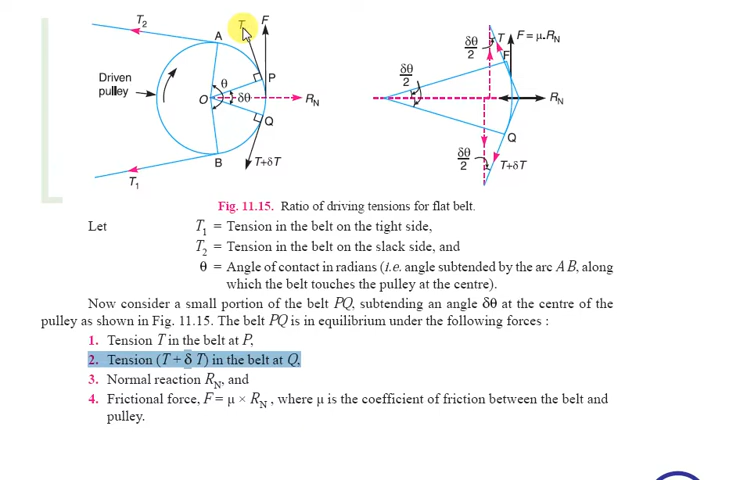 T₂
F
T
A
θ
P
Driven
pulley
O
δθ
R_N
Q
B
T+δT
T₁
δθ
2
T
F = μ.R_N
P
δθ
2
R_N
Q
δθ
2
T+δT
Fig. 11.15. Ratio of driving tensions for flat belt.
Let T₁ = Tension in the belt on the tight side,
T₂ = Tension in the belt on the slack side, and
θ = Angle of contact in radians (i.e. angle subtended by the arc AB, along
which the belt touches the pulley at the centre).
Now consider a small portion of the belt PQ, subtending an angle δθ at the centre of the
pulley as shown in Fig. 11.15. The belt PQ is in equilibrium under the following forces :
1. Tension T in the belt at P,
2. Tension (T + δ T) in the belt at Q,
3. Normal reaction R_N, and
4. Frictional force, F = μ × R_N , where μ is the coefficient of friction between the belt and
pulley.